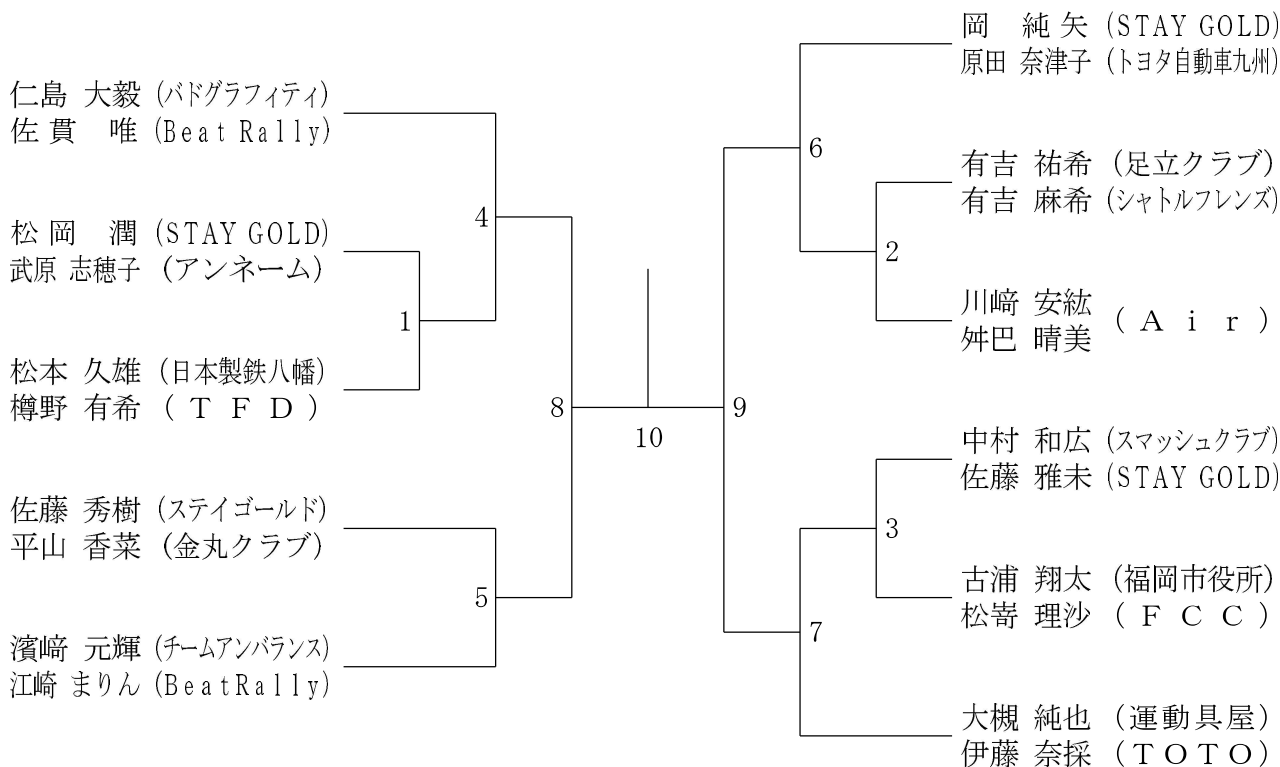 仁島 大毅 (バドグラフィティ)
佐貫 唯 (Beat Rally)
松岡 潤 (STAY GOLD)
武原 志穂子 (アンネーム)
松本 久雄 (日本製鉄八幡)
樽野 有希 (TFD)
佐藤 秀樹 (ステイゴールド)
平山 香菜 (金丸クラブ)
濱﨑 元輝 (チームアンバランス)
江崎 まりん (BeatRally)
4
1
5
8
10
9
6
2
3
7
岡 純矢 (STAY GOLD)
原田 奈津子 (トヨタ自動車九州)
有吉 祐希 (足立クラブ)
有吉 麻希 (シャトルフレンズ)
川﨑 安紘
舛巴 晴美
(Air)
中村 和広 (スマッシュクラブ)
佐藤 雅未 (STAY GOLD)
古浦 翔太 (福岡市役所)
松嵜 理沙 (FCC)
大槻 純也 (運動具屋)
伊藤 奈採 (TOTO)